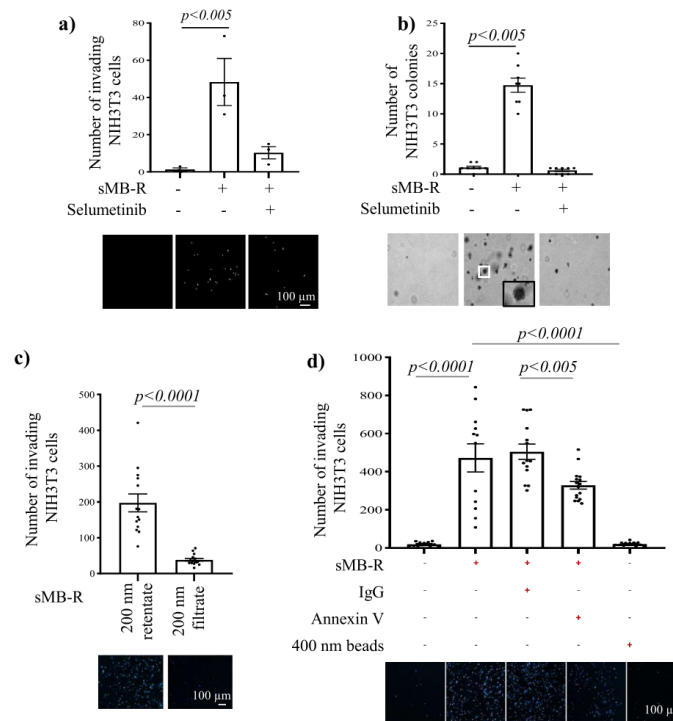 a)
p<0.005
Number of invading
NIH3T3 cells
80
60
40
20
0
sMB-R - + +
Selumetinib - - +
100 µm
b)
p<0.005
Number of
NIH3T3 colonies
25
20
15
10
5
0
sMB-R - + +
Selumetinib - - +
c)
p<0.0001
Number of invading
NIH3T3 cells
500
400
300
200
100
0
sMB-R
200 nm
retentate
200 nm
filtrate
100 µm
d)
p<0.0001
p<0.0001
p<0.005
Number of invading
NIH3T3 cells
1000
800
600
400
200
0
sMB-R - + + + -
IgG - - + - -
Annexin V - - - + -
400 nm beads - - - - +
100 µ